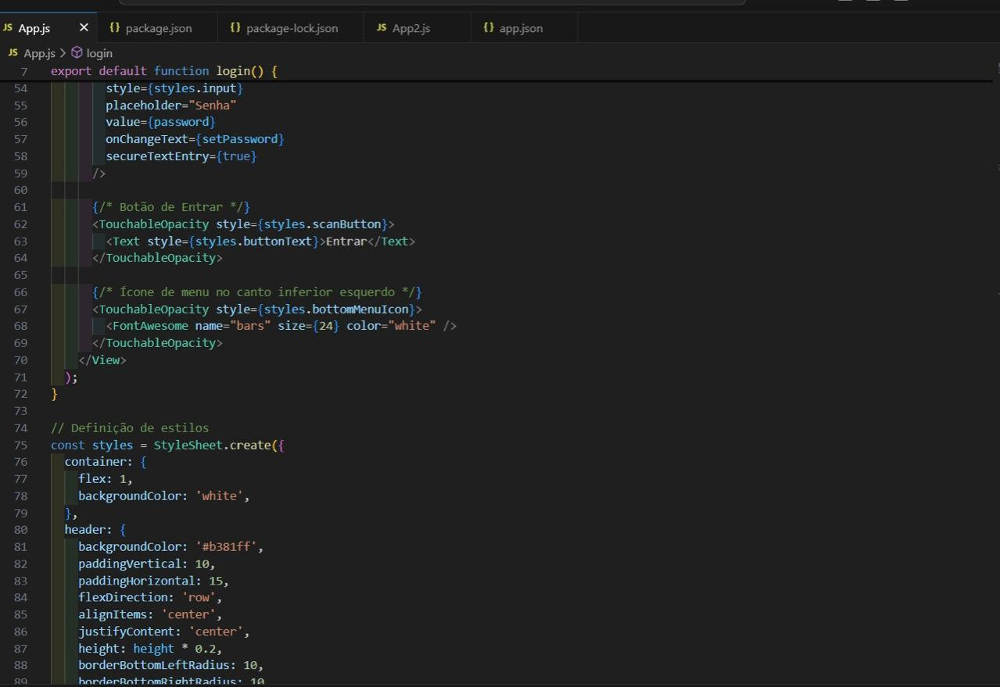 JS App.js × {} package.json {} package-lock.json JS App2.js {} app.json
JS App.js > login
7 export default function login() {
54 style={styles.input}
55 placeholder="Senha"
56 value={password}
57 onChangeText={setPassword}
58 secureTextEntry={true}
59 />
60
61 {/* Botão de Entrar */}
62 <TouchableOpacity style={styles.scanButton}>
63 <Text style={styles.buttonText}>Entrar</Text>
64 </TouchableOpacity>
65
66 {/* Ícone de menu no canto inferior esquerdo */}
67 <TouchableOpacity style={styles.bottomMenuIcon}>
68 <FontAwesome name="bars" size={24} color="white" />
69 </TouchableOpacity>
70 </View>
71 );
72 }
73
74 // Definição de estilos
75 const styles = StyleSheet.create({
76 container: {
77 flex: 1,
78 backgroundColor: 'white',
79 },
80 header: {
81 backgroundColor: '#b381ff',
82 paddingVertical: 10,
83 paddingHorizontal: 15,
84 flexDirection: 'row',
85 alignItems: 'center',
86 justifyContent: 'center',
87 height: height * 0.2,
88 borderBottomLeftRadius: 10,
89 borderBottomRightRadius: 10